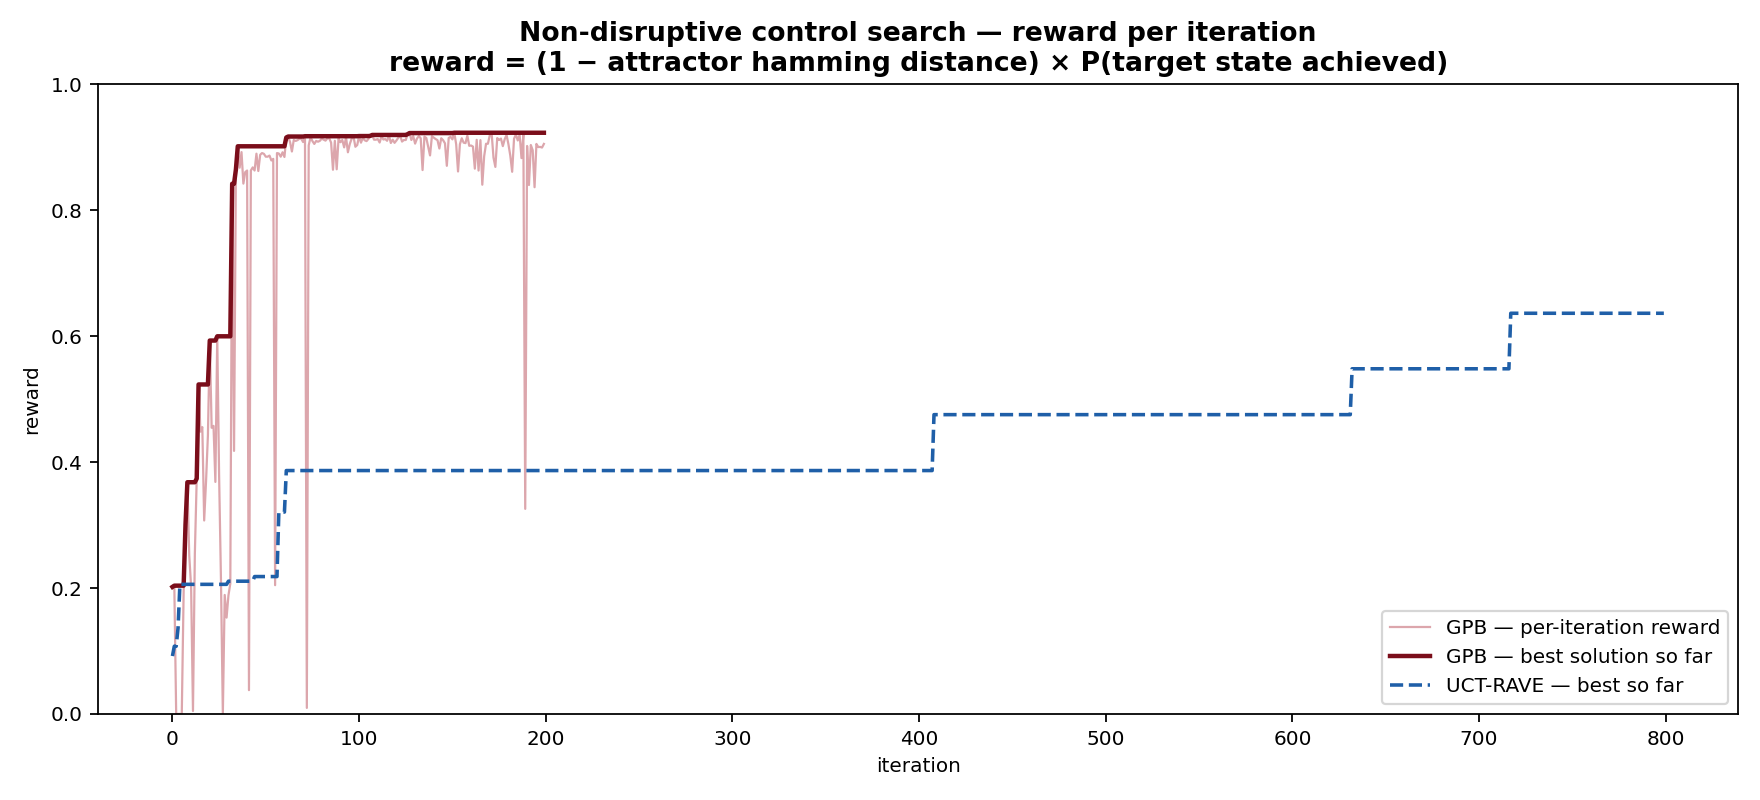 Non-disruptive control search — reward per iteration
reward = (1 − attractor hamming distance) × P(target state achieved)
1.0
0.8
0.6
0.4
0.2
0.0
reward
0 100 200 300 400 500 600 700 800
iteration
GPB — per-iteration reward
GPB — best solution so far
UCT-RAVE — best so far